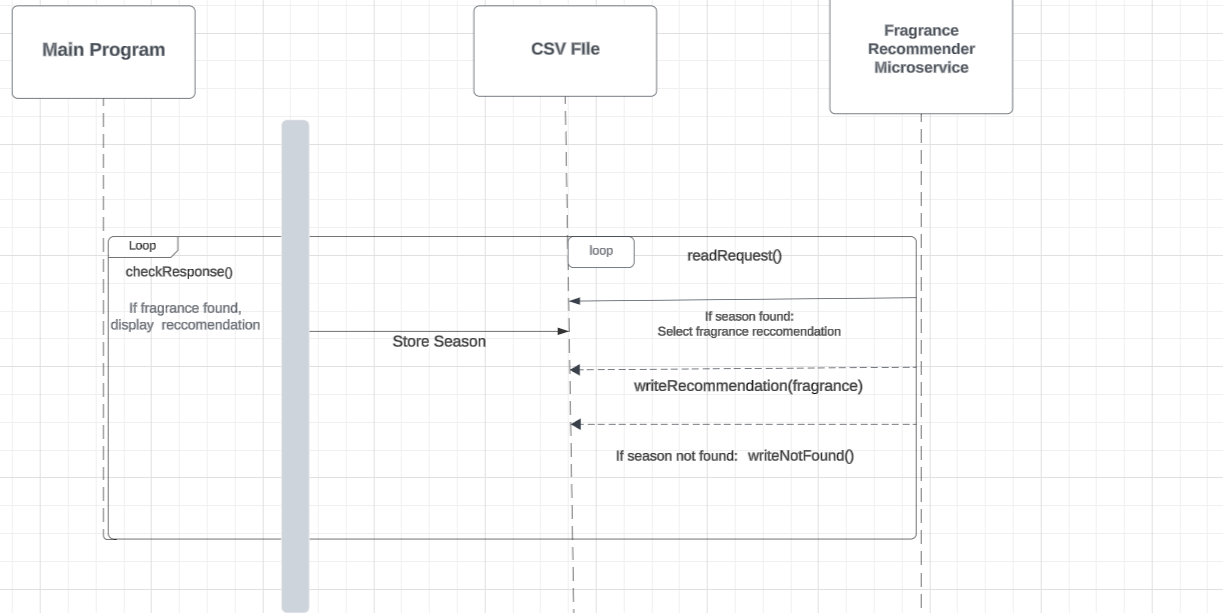 Main Program
CSV FIle
Fragrance
Recommender
Microservice
Loop
checkResponse()
If fragrance found,
display reccomendation
Store Season
loop
readRequest()
If season found:
Select fragrance reccomendation
writeRecommendation(fragrance)
If season not found: writeNotFound()